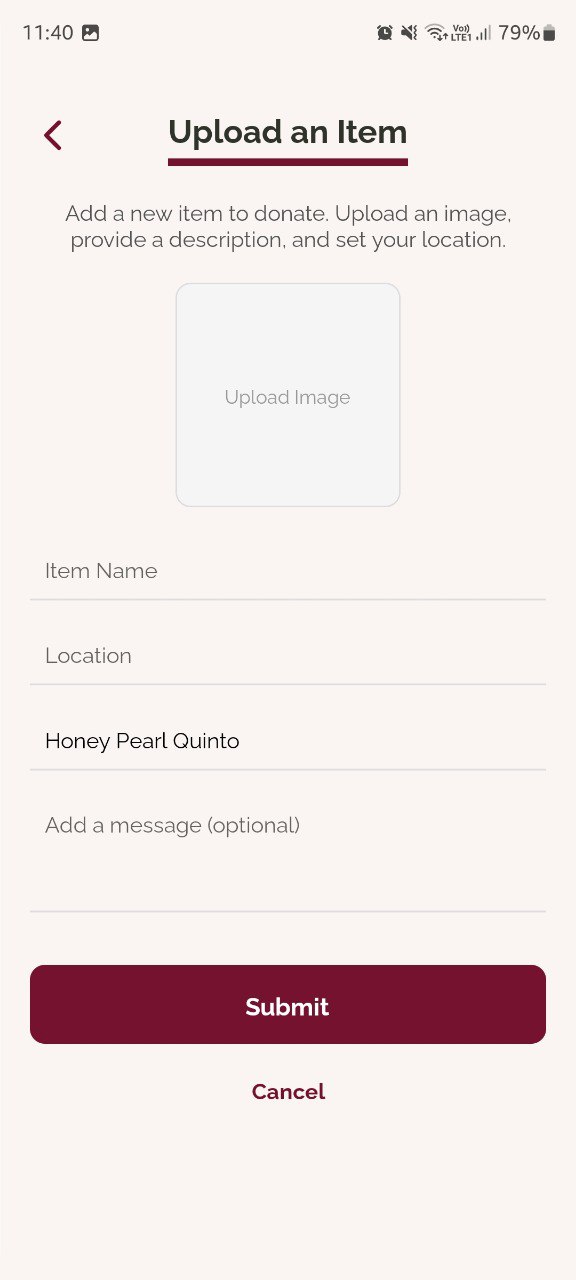 11:40
Vo))
LTE1
79%
Upload an Item
Add a new item to donate. Upload an image,
provide a description, and set your location.
Upload Image
Item Name
Location
Honey Pearl Quinto
Add a message (optional)
Submit
Cancel